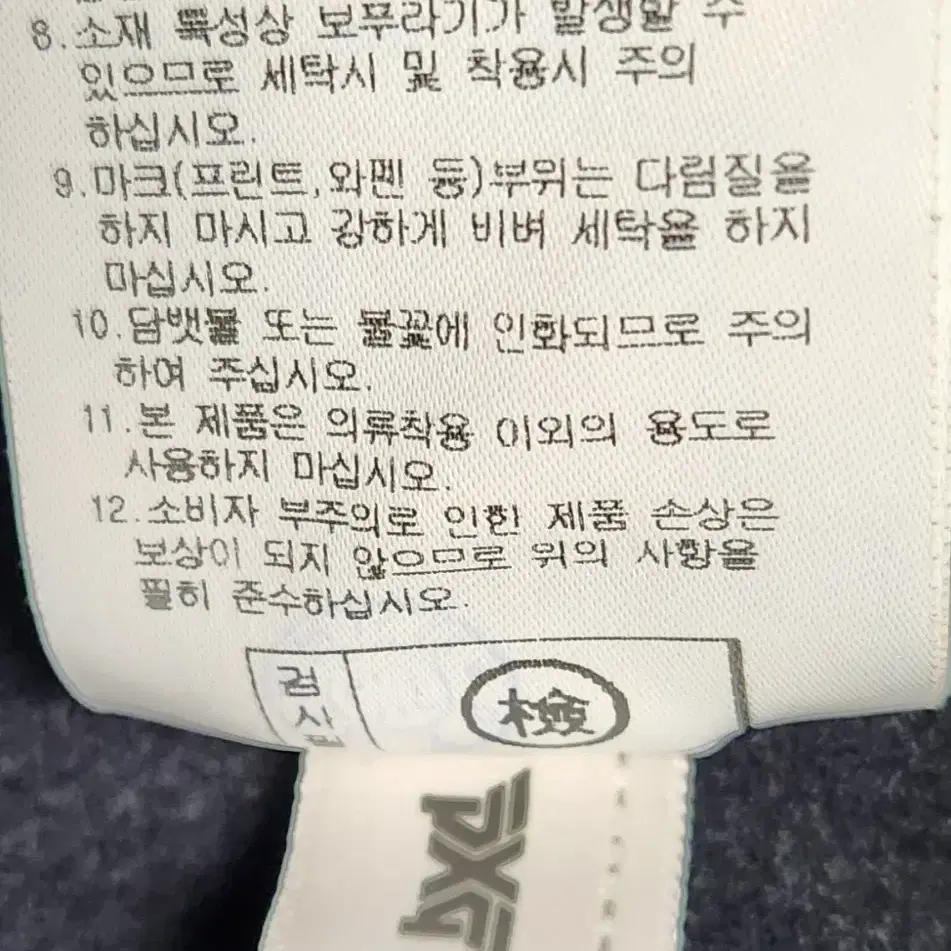 8.소재 특성상 보푸라기가 발생할 수
있으므로 세탁시 및 착용시 주의
하십시오.
9.마크(프린트,와펜 등)부위는 다림질을
하지 마시고 강하게 비벼 세탁을 하지
마십시오.
10.담뱃불 또는 불꽃에 인화되므로 주의
하여 주십시오.
11.본 제품은 의류착용 이외의 용도로
사용하지 마십시오.
12.소비자 부주의로 인한 제품 손상은
보상이 되지 않으므로 위의 사항을
필히 준수하십시오.
검
사
檢
PXG